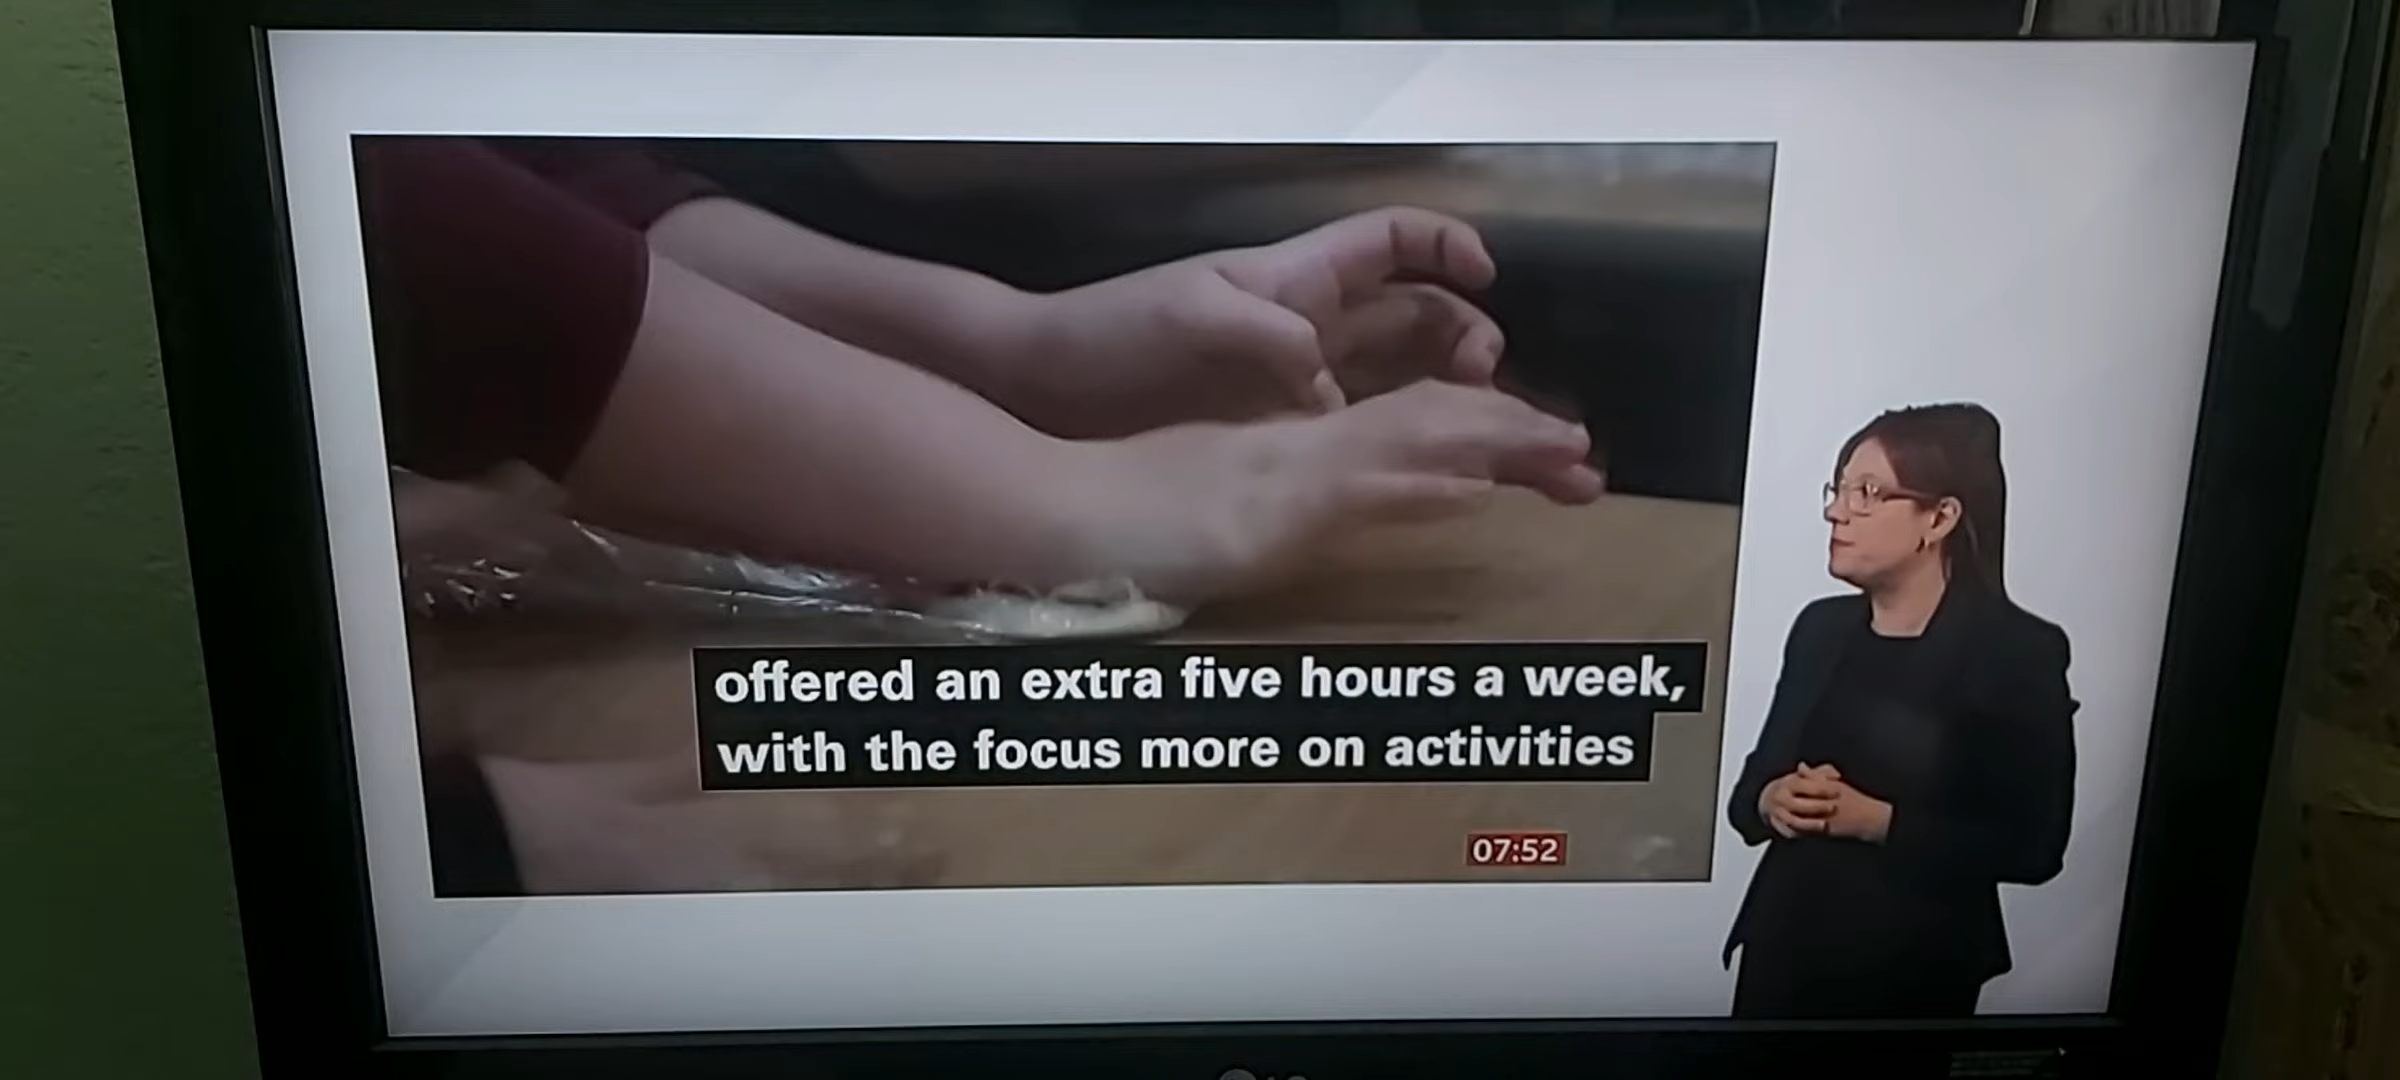 offered an extra five hours a week,
with the focus more on activities
07:52